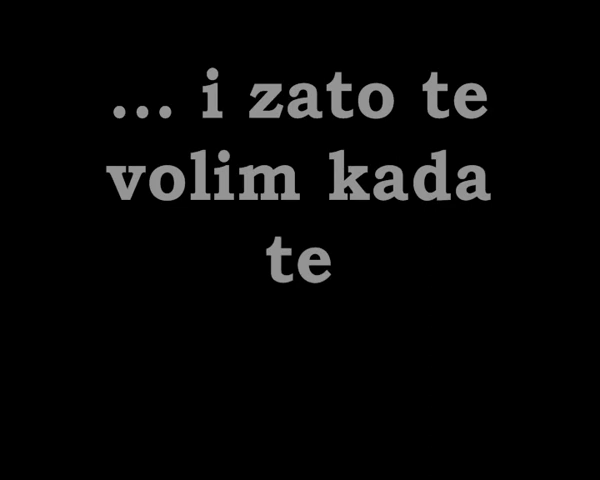 ... i zato te
volim kada
te